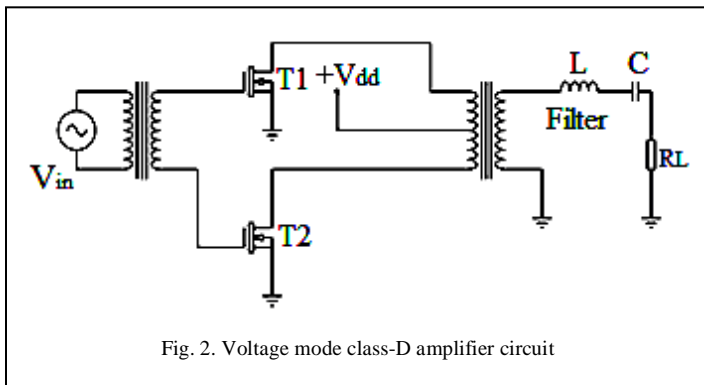 L C
T1 +Vdd
Filter
RL
Vin
T2
Fig. 2. Voltage mode class-D amplifier circuit